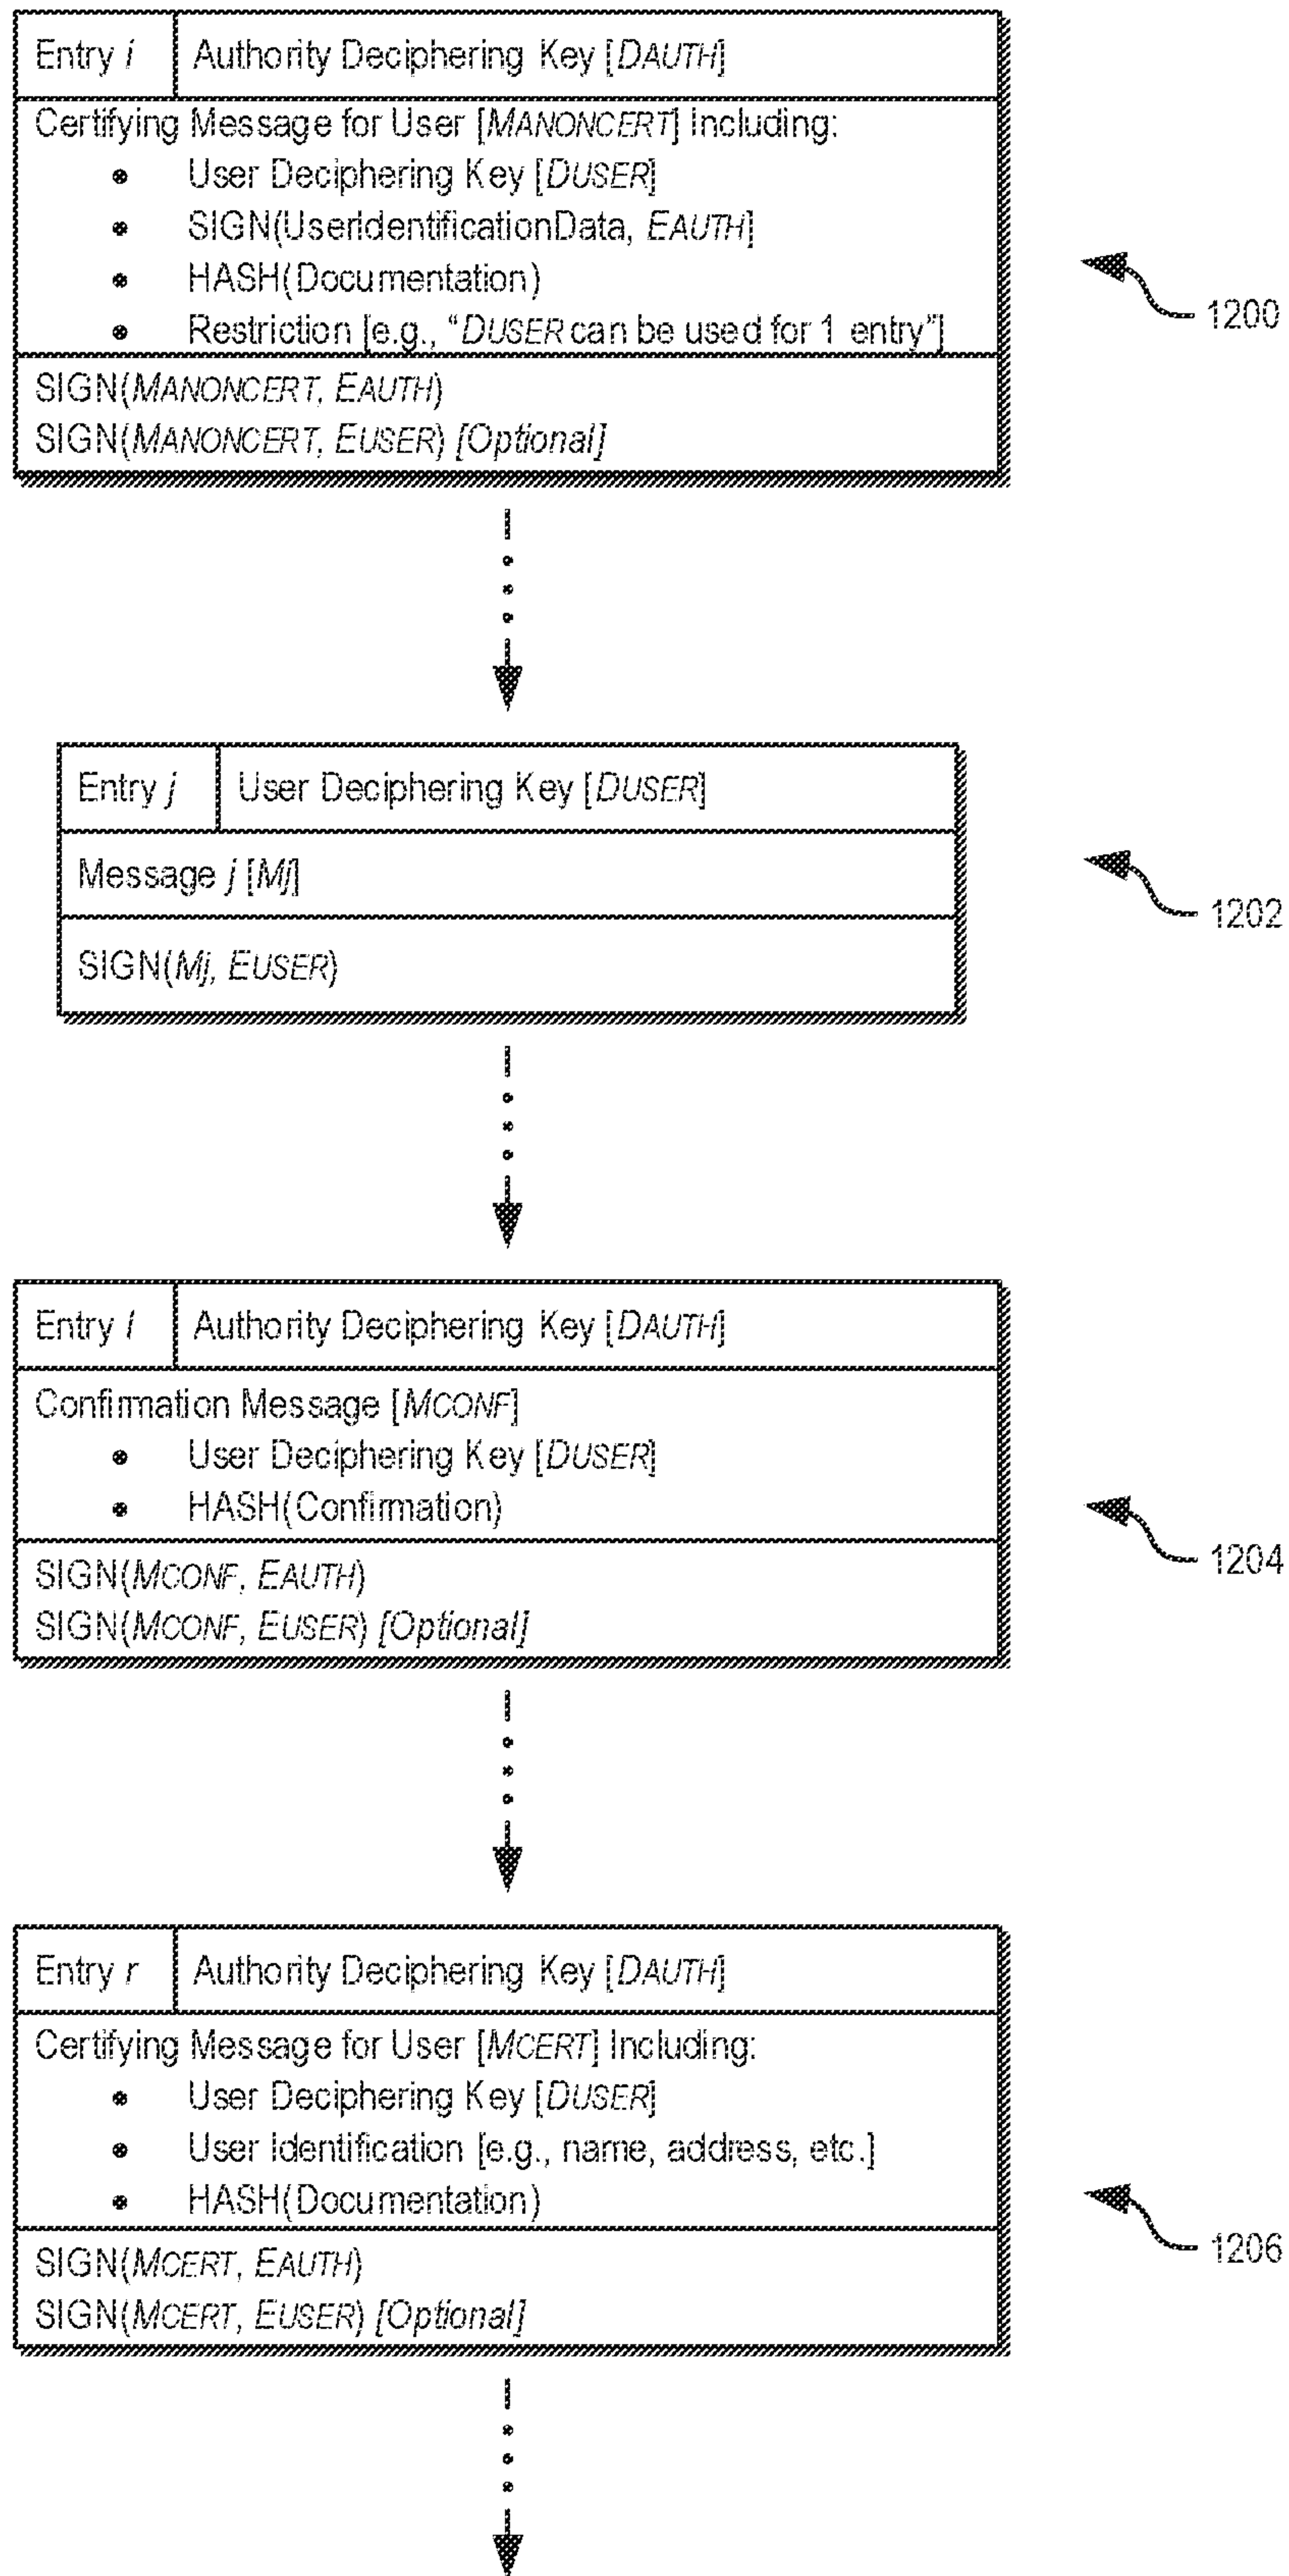 Entry i Authority Deciphering Key [DAUTH]
Certifying Message for User [MANONCERT] Including:
• User Deciphering Key [DUSER]
• SIGN(UserIdentificationData, EAUTH]
• HASH(Documentation)
• Restriction [e.g., “DUSER can be used for 1 entry”]
1200
SIGN(MANONCERT, EAUTH)
SIGN(MANONCERT, EUSER) [Optional]
Entry j User Deciphering Key [DUSER]
Message j [Mj]
1202
SIGN(Mj, EUSER)
Entry l Authority Deciphering Key [DAUTH]
Confirmation Message [MCONF]
• User Deciphering Key [DUSER]
• HASH(Confirmation)
1204
SIGN(MCONF, EAUTH)
SIGN(MCONF, EUSER) [Optional]
Entry r Authority Deciphering Key [DAUTH]
Certifying Message for User [MCERT] Including:
• User Deciphering Key [DUSER]
• User Identification [e.g., name, address, etc.]
• HASH(Documentation)
1206
SIGN(MCERT, EAUTH)
SIGN(MCERT, EUSER) [Optional]